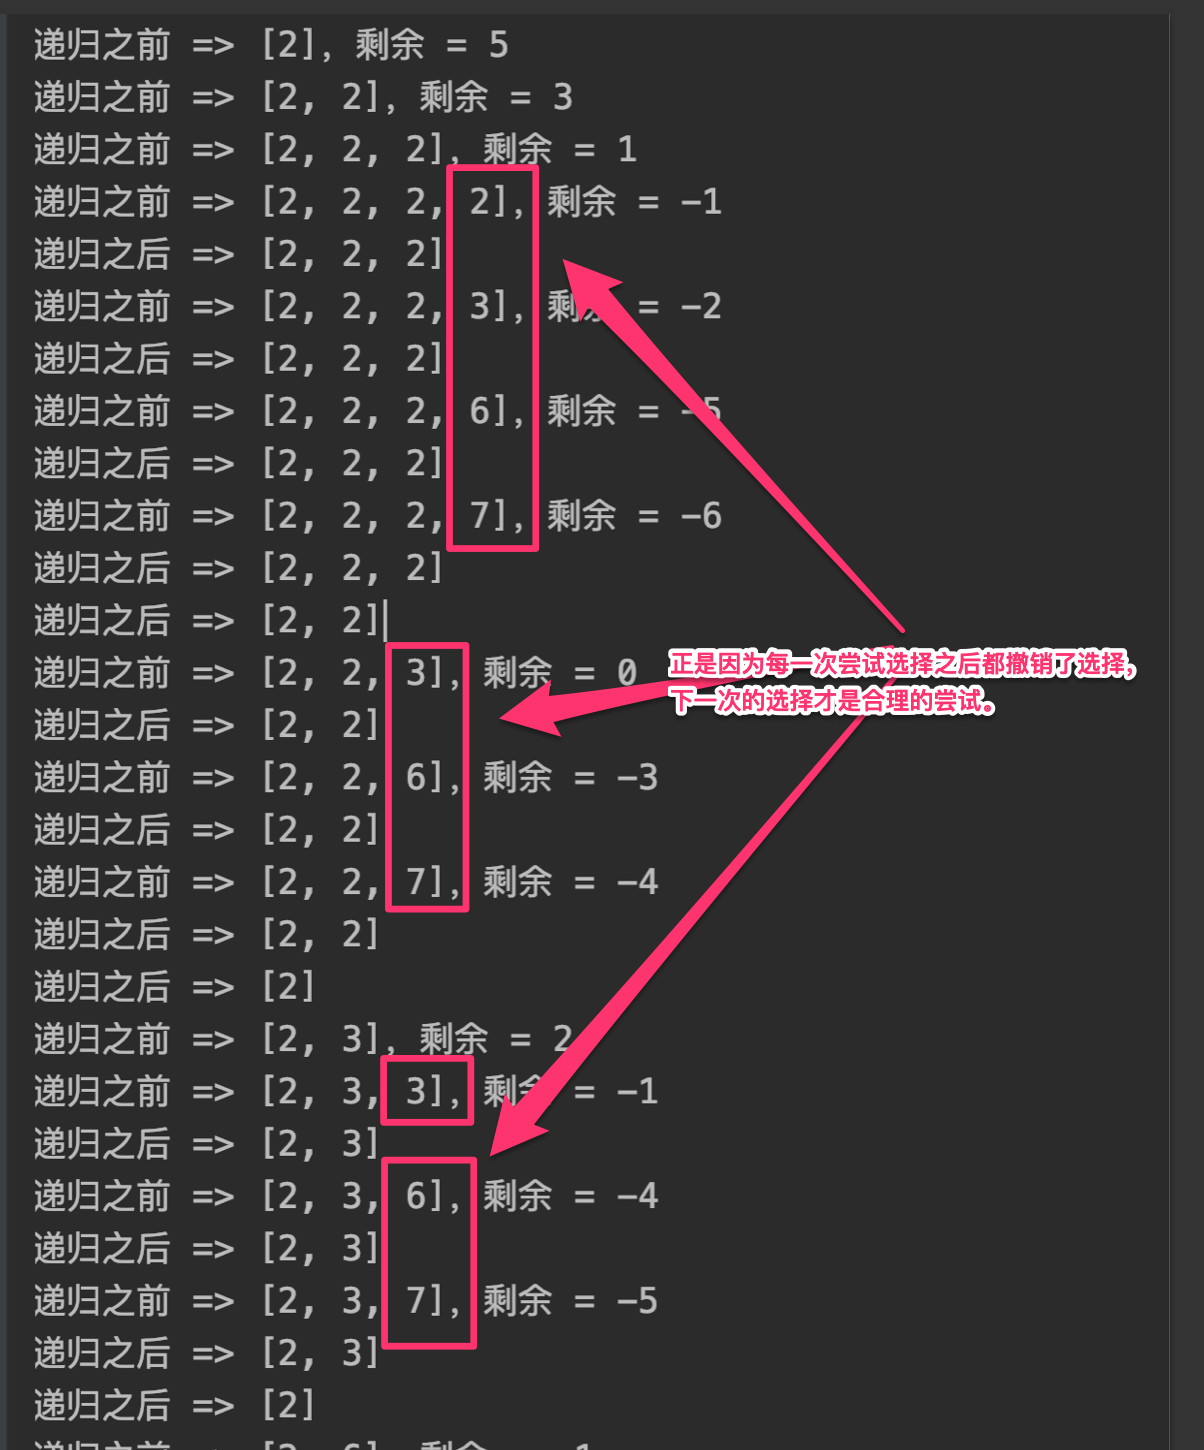 递归之前 => [2], 剩余 = 5
递归之前 => [2, 2], 剩余 = 3
递归之前 => [2, 2, 2], 剩余 = 1
递归之前 => [2, 2, 2, 2], 剩余 = -1
递归之后 => [2, 2, 2]
递归之前 => [2, 2, 2, 3], 剩余 = -2
递归之后 => [2, 2, 2]
递归之前 => [2, 2, 2, 6], 剩余 = -5
递归之后 => [2, 2, 2]
递归之前 => [2, 2, 2, 7], 剩余 = -6
递归之后 => [2, 2, 2]
递归之后 => [2, 2]
递归之前 => [2, 2, 3], 剩余 = 0
正是因为每一次尝试选择之后都撤销了选择，
下一次的选择才是合理的尝试。
递归之后 => [2, 2]
递归之前 => [2, 2, 6], 剩余 = -3
递归之后 => [2, 2]
递归之前 => [2, 2, 7], 剩余 = -4
递归之后 => [2, 2]
递归之后 => [2]
递归之前 => [2, 3], 剩余 = 2
递归之前 => [2, 3, 3], 剩余 = -1
递归之后 => [2, 3]
递归之前 => [2, 3, 6], 剩余 = -4
递归之后 => [2, 3]
递归之前 => [2, 3, 7], 剩余 = -5
递归之后 => [2, 3]
递归之后 => [2]